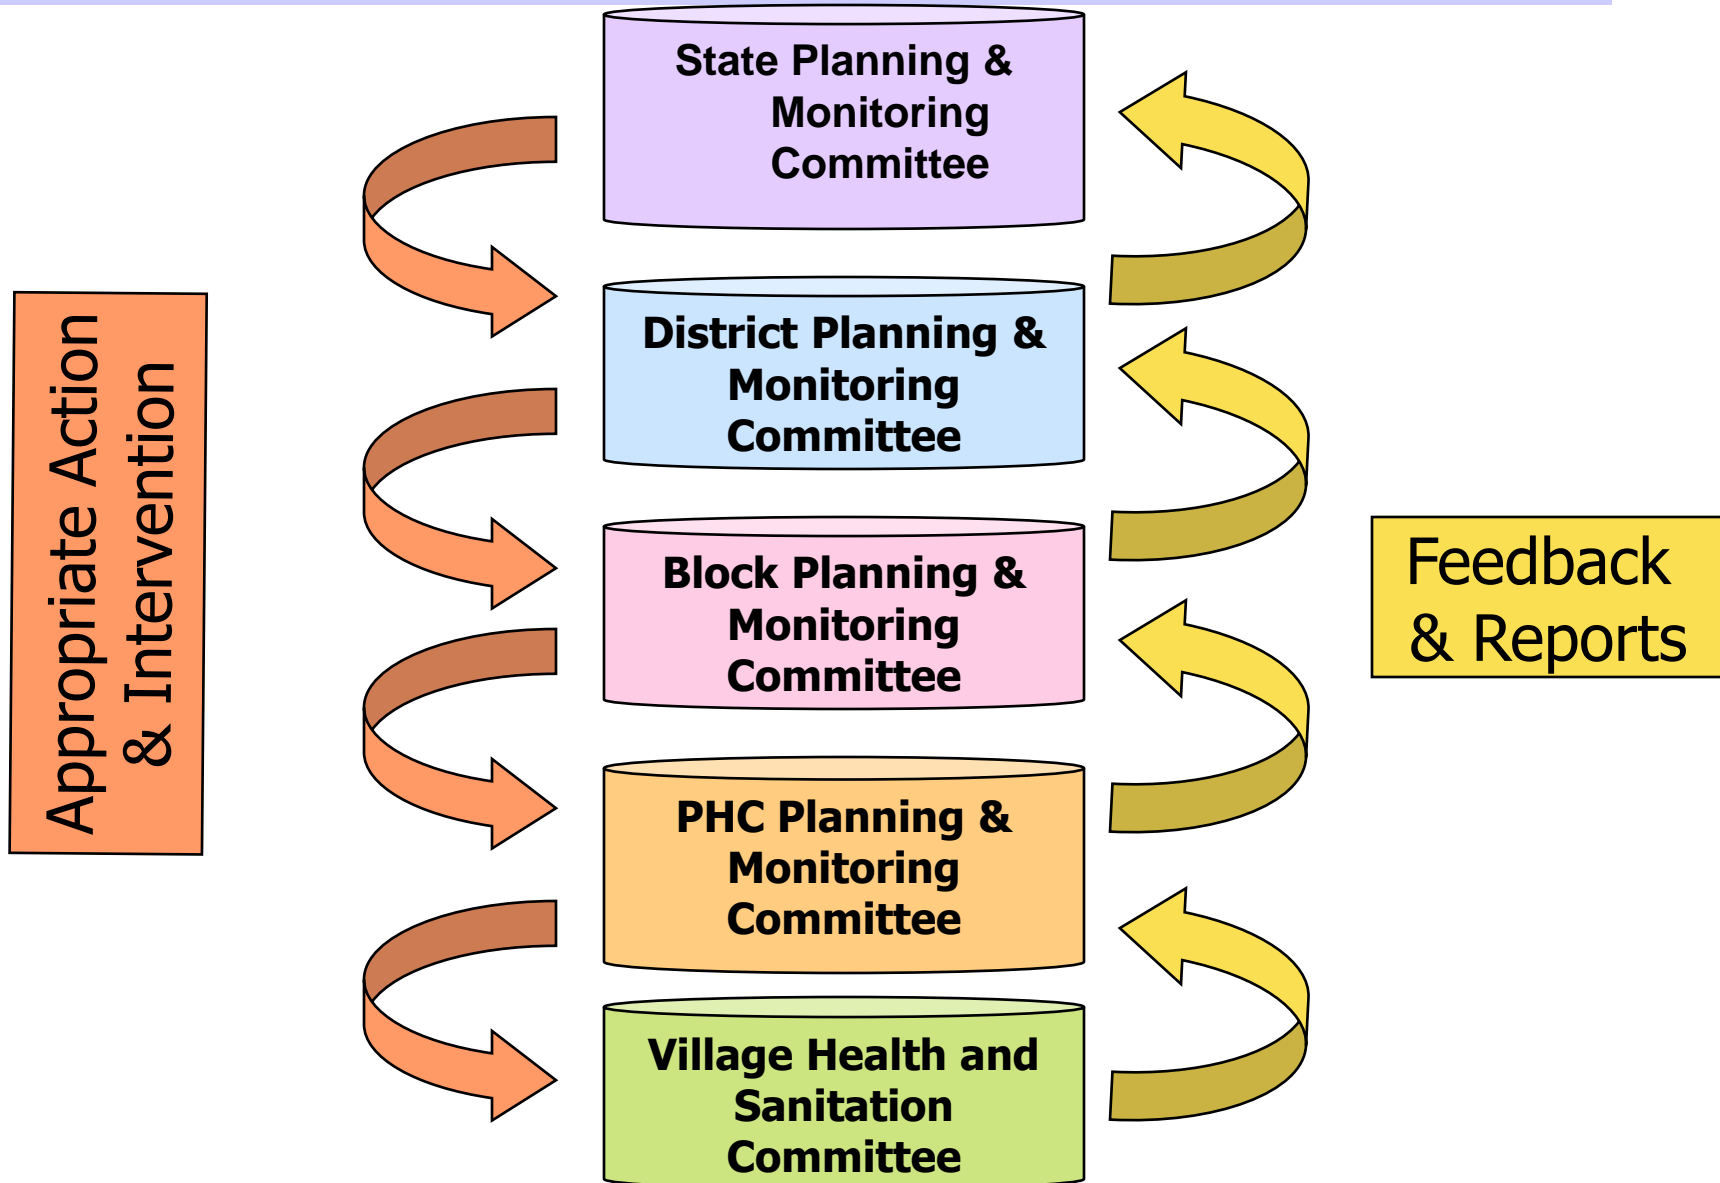 State Planning &
Monitoring
Committee
District Planning &
Monitoring
Committee
Block Planning &
Monitoring
Committee
PHC Planning &
Monitoring
Committee
Village Health and
Sanitation
Committee
Appropriate Action
& Intervention
Feedback
& Reports